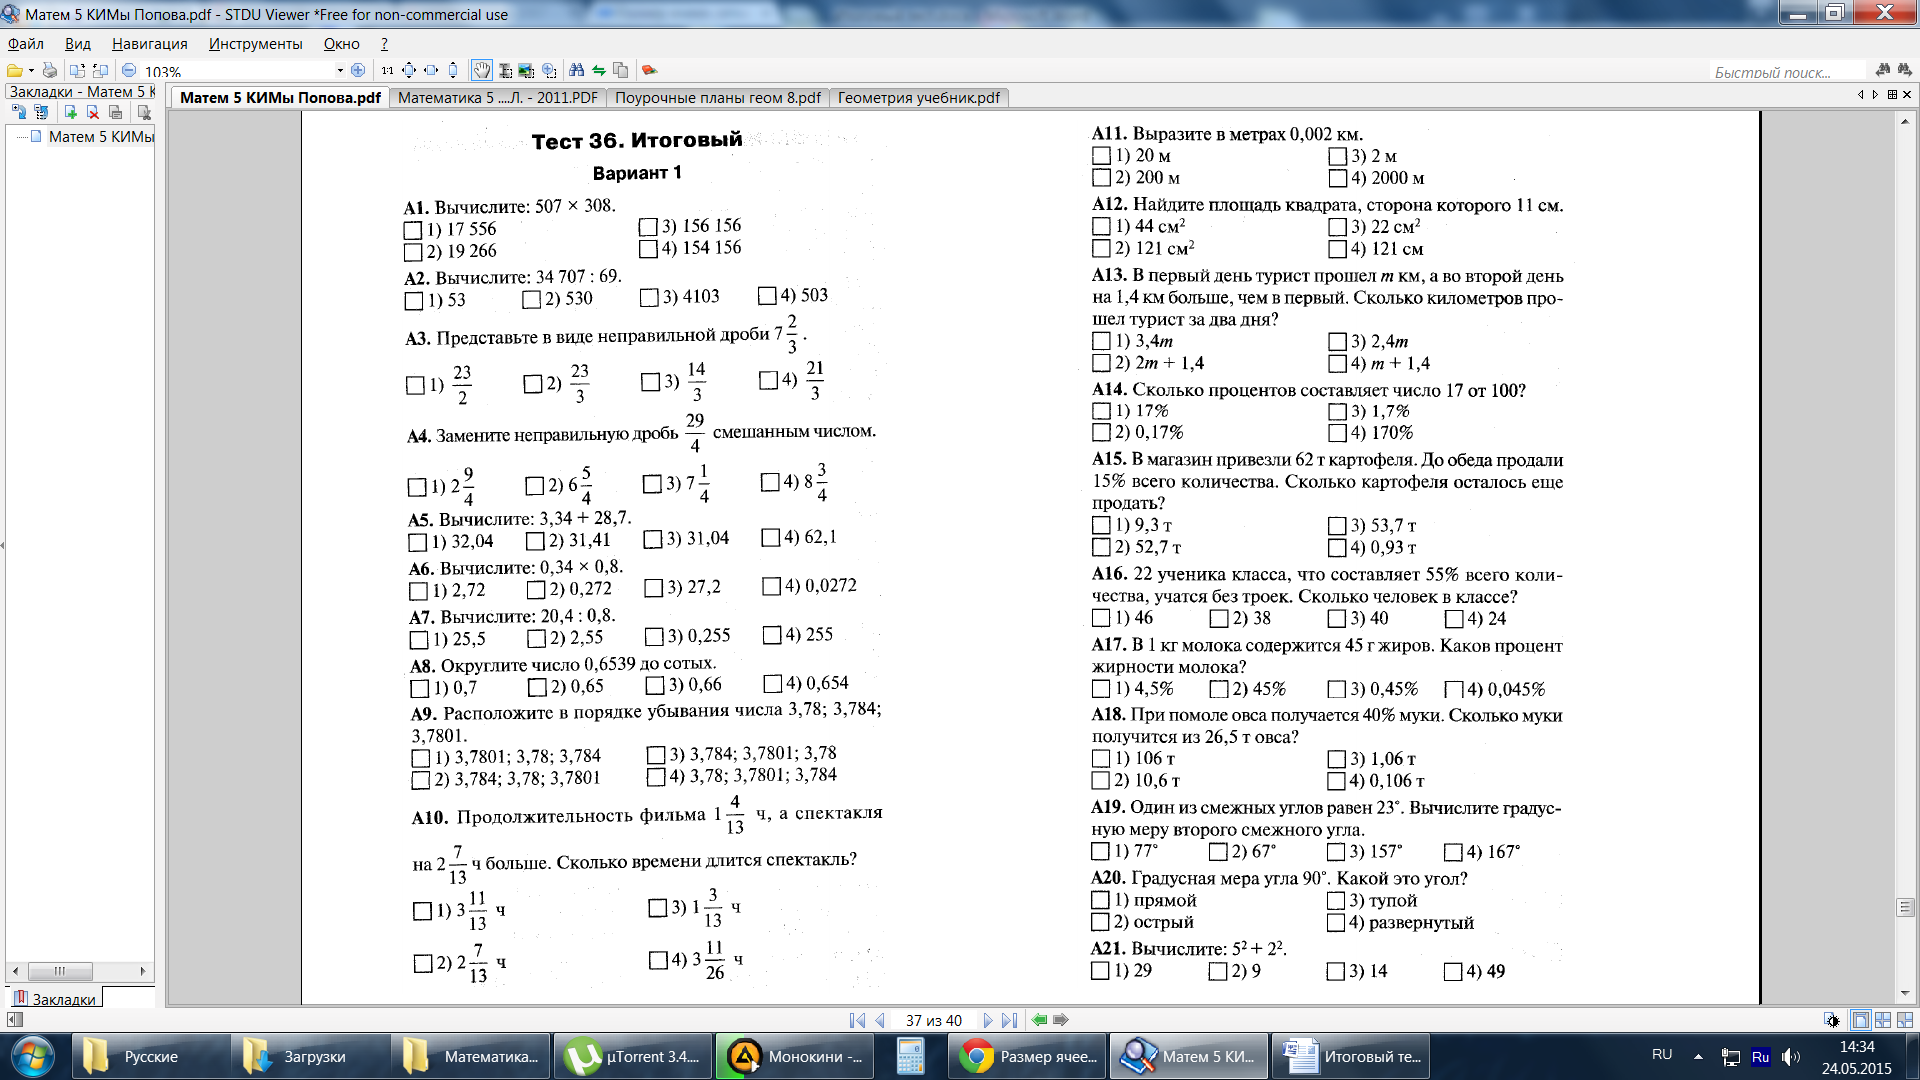 Матем 5 КИМы Попова.pdf - STDU Viewer *Free for non-commercial use
Файл Вид Навигация Инструменты Окно ?
103%
1:1
Быстрый поиск...
Закладки - Матем 5 К
Матем 5 КИМы Попова.pdf Математика 5 ....Л. - 2011.PDF Поурочные планы геом 8.pdf Геометрия учебник.pdf
Матем 5 КИМы
Закладки
Тест 36. Итоговый
Вариант 1
А1. Вычислите: 507 × 308.
1) 17 556 3) 156 156
2) 19 266 4) 154 156
А2. Вычислите: 34 707 : 69.
1) 53 2) 530 3) 4103 4) 503
А3. Представьте в виде неправильной дроби 7 2/3.
1) 23/2 2) 23/3 3) 14/3 4) 21/3
А4. Замените неправильную дробь 29/4 смешанным числом.
1) 2 9/4 2) 6 5/4 3) 7 1/4 4) 8 3/4
А5. Вычислите: 3,34 + 28,7.
1) 32,04 2) 31,41 3) 31,04 4) 62,1
А6. Вычислите: 0,34 × 0,8.
1) 2,72 2) 0,272 3) 27,2 4) 0,0272
А7. Вычислите: 20,4 : 0,8.
1) 25,5 2) 2,55 3) 0,255 4) 255
А8. Округлите число 0,6539 до сотых.
1) 0,7 2) 0,65 3) 0,66 4) 0,654
А9. Расположите в порядке убывания числа 3,78; 3,784;
3,7801.
1) 3,7801; 3,78; 3,784 3) 3,784; 3,7801; 3,78
2) 3,784; 3,78; 3,7801 4) 3,78; 3,7801; 3,784
А10. Продолжительность фильма 1 4/13 ч, а спектакля
на 2 7/13 ч больше. Сколько времени длится спектакль?
1) 3 11/13 ч 3) 1 3/13 ч
2) 2 7/13 ч 4) 3 11/26 ч
А11. Выразите в метрах 0,002 км.
1) 20 м 3) 2 м
2) 200 м 4) 2000 м
А12. Найдите площадь квадрата, сторона которого 11 см.
1) 44 см² 3) 22 см²
2) 121 см² 4) 121 см
А13. В первый день турист прошел m км, а во второй день
на 1,4 км больше, чем в первый. Сколько километров про-
шел турист за два дня?
1) 3,4m 3) 2,4m
2) 2m + 1,4 4) m + 1,4
А14. Сколько процентов составляет число 17 от 100?
1) 17% 3) 1,7%
2) 0,17% 4) 170%
А15. В магазин привезли 62 т картофеля. До обеда продали
15% всего количества. Сколько картофеля осталось еще
продать?
1) 9,3 т 3) 53,7 т
2) 52,7 т 4) 0,93 т
А16. 22 ученика класса, что составляет 55% всего коли-
чества, учатся без троек. Сколько человек в классе?
1) 46 2) 38 3) 40 4) 24
А17. В 1 кг молока содержится 45 г жиров. Каков процент
жирности молока?
1) 4,5% 2) 45% 3) 0,45% 4) 0,045%
А18. При помоле овса получается 40% муки. Сколько муки
получится из 26,5 т овса?
1) 106 т 3) 1,06 т
2) 10,6 т 4) 0,106 т
А19. Один из смежных углов равен 23°. Вычислите градус-
ную меру второго смежного угла.
1) 77° 2) 67° 3) 157° 4) 167°
А20. Градусная мера угла 90°. Какой это угол?
1) прямой 3) тупой
2) острый 4) развернутый
А21. Вычислите: 5² + 2².
1) 29 2) 9 3) 14 4) 49
37 из 40
Русские Загрузки Математика... µTorrent 3.4.... Монокини -... Размер ячее... Матем 5 КИ... Итоговый те...
RU Ru
14:34
24.05.2015